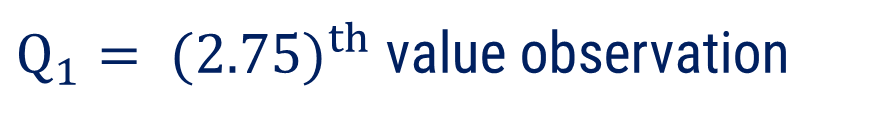 Q₁ = (2.75)ᵗʰ value observation